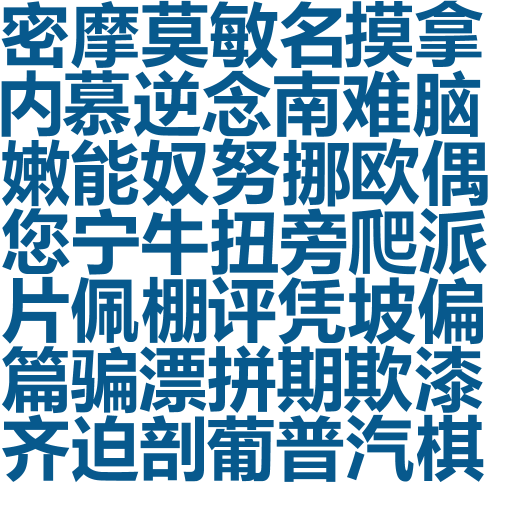 密摩莫敏名摸拿
内慕逆念南难脑
嫩能奴努挪欧偶
您宁牛扭旁爬派
片佩棚评凭坡偏
篇骗漂拼期欺漆
齐迫剖葡普汽棋